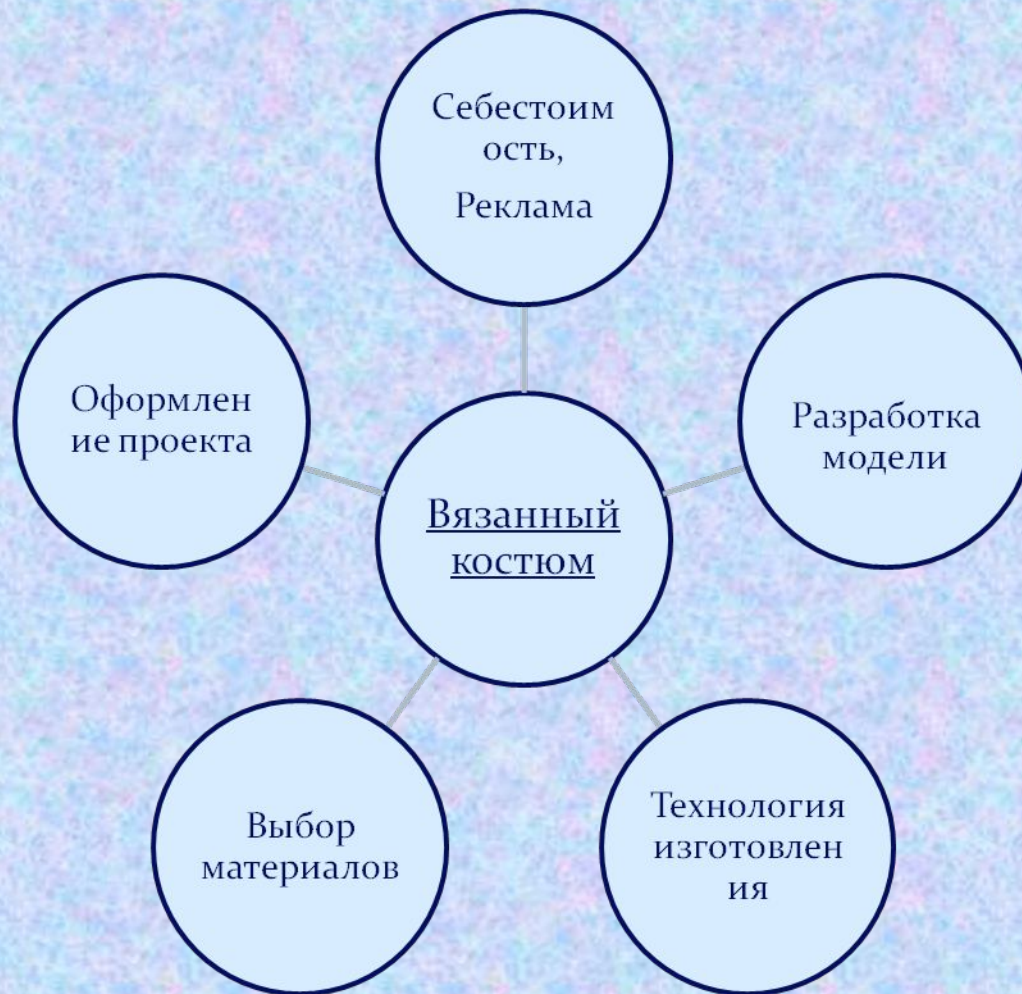 Себестоим
ость,
Реклама
Оформлен
ие проекта
Разработка
модели
Вязанный
костюм
Выбор
материалов
Технология
изготовлен
ия